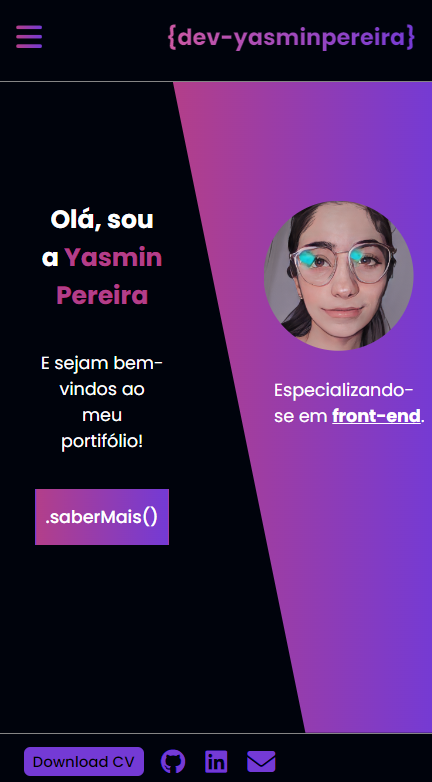 {dev-yasminpereira}
Olá, sou
a Yasmin
Pereira
E sejam bem-
vindos ao
meu
portifólio!
.saberMais()
Especializando-
se em front-end.
Download CV
in